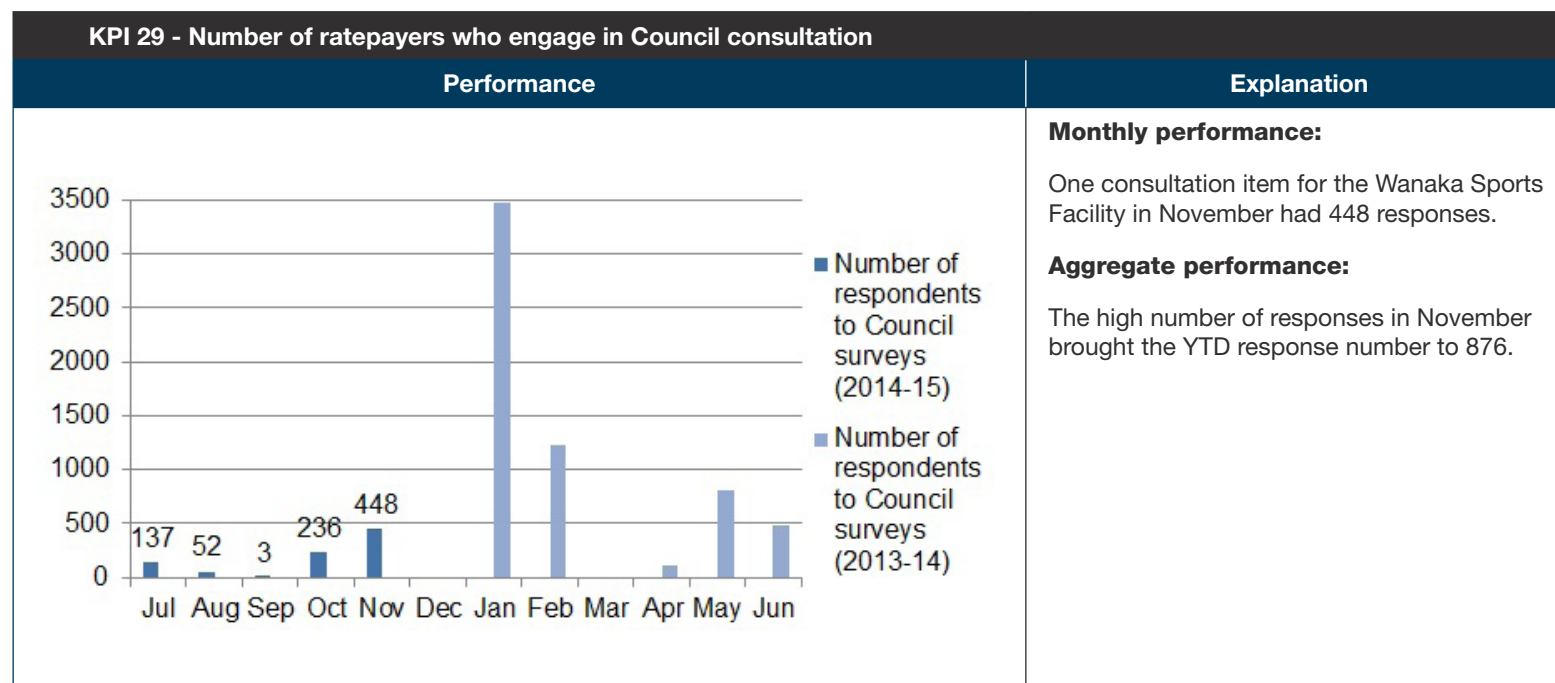 KPI 29 - Number of ratepayers who engage in Council consultation
Performance
Explanation
3500
3000
2500
2000
1500
1000
500
0
137
52
3
236
448
Jul Aug Sep Oct Nov Dec Jan Feb Mar Apr May Jun
Number of
respondents
to Council
surveys
(2014-15)
Number of
respondents
to Council
surveys
(2013-14)
Monthly performance:
One consultation item for the Wanaka Sports
Facility in November had 448 responses.
Aggregate performance:
The high number of responses in November
brought the YTD response number to 876.